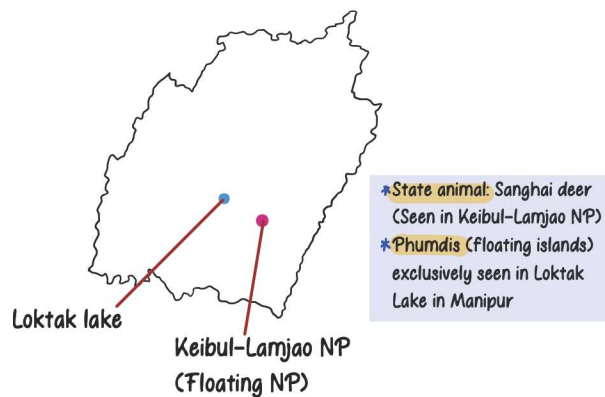 *State animal: Sanghai deer
(Seen in Keibul-Lamjao NP)
*Phumdis (floating islands)
exclusively seen in Loktak
Lake in Manipur
Loktak lake
Keibul-Lamjao NP
(Floating NP)